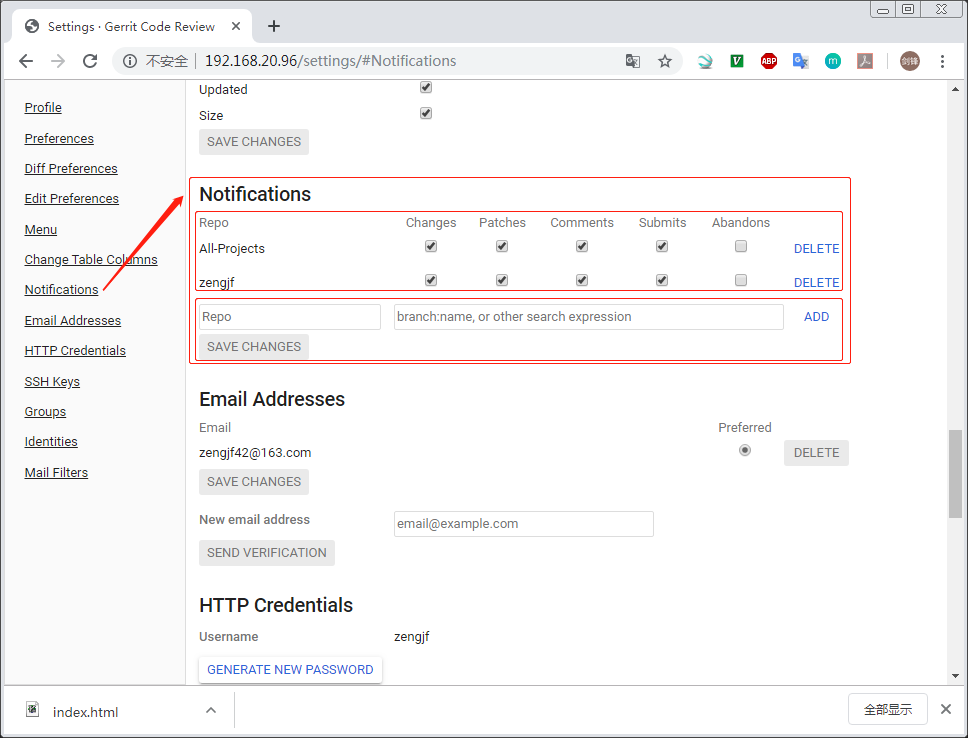 Settings · Gerrit Code Review
不安全 192.168.20.96/settings/#Notifications
ABP
m
剑锋
Profile
Preferences
Diff Preferences
Edit Preferences
Menu
Change Table Columns
Notifications
Email Addresses
HTTP Credentials
SSH Keys
Groups
Identities
Mail Filters
Updated
Size
SAVE CHANGES
Notifications
Repo Changes Patches Comments Submits Abandons
All-Projects DELETE
zengjf DELETE
Repo branch:name, or other search expression ADD
SAVE CHANGES
Email Addresses
Email Preferred
zengjf42@163.com DELETE
SAVE CHANGES
New email address email@example.com
SEND VERIFICATION
HTTP Credentials
Username zengjf
GENERATE NEW PASSWORD
index.html 全部显示